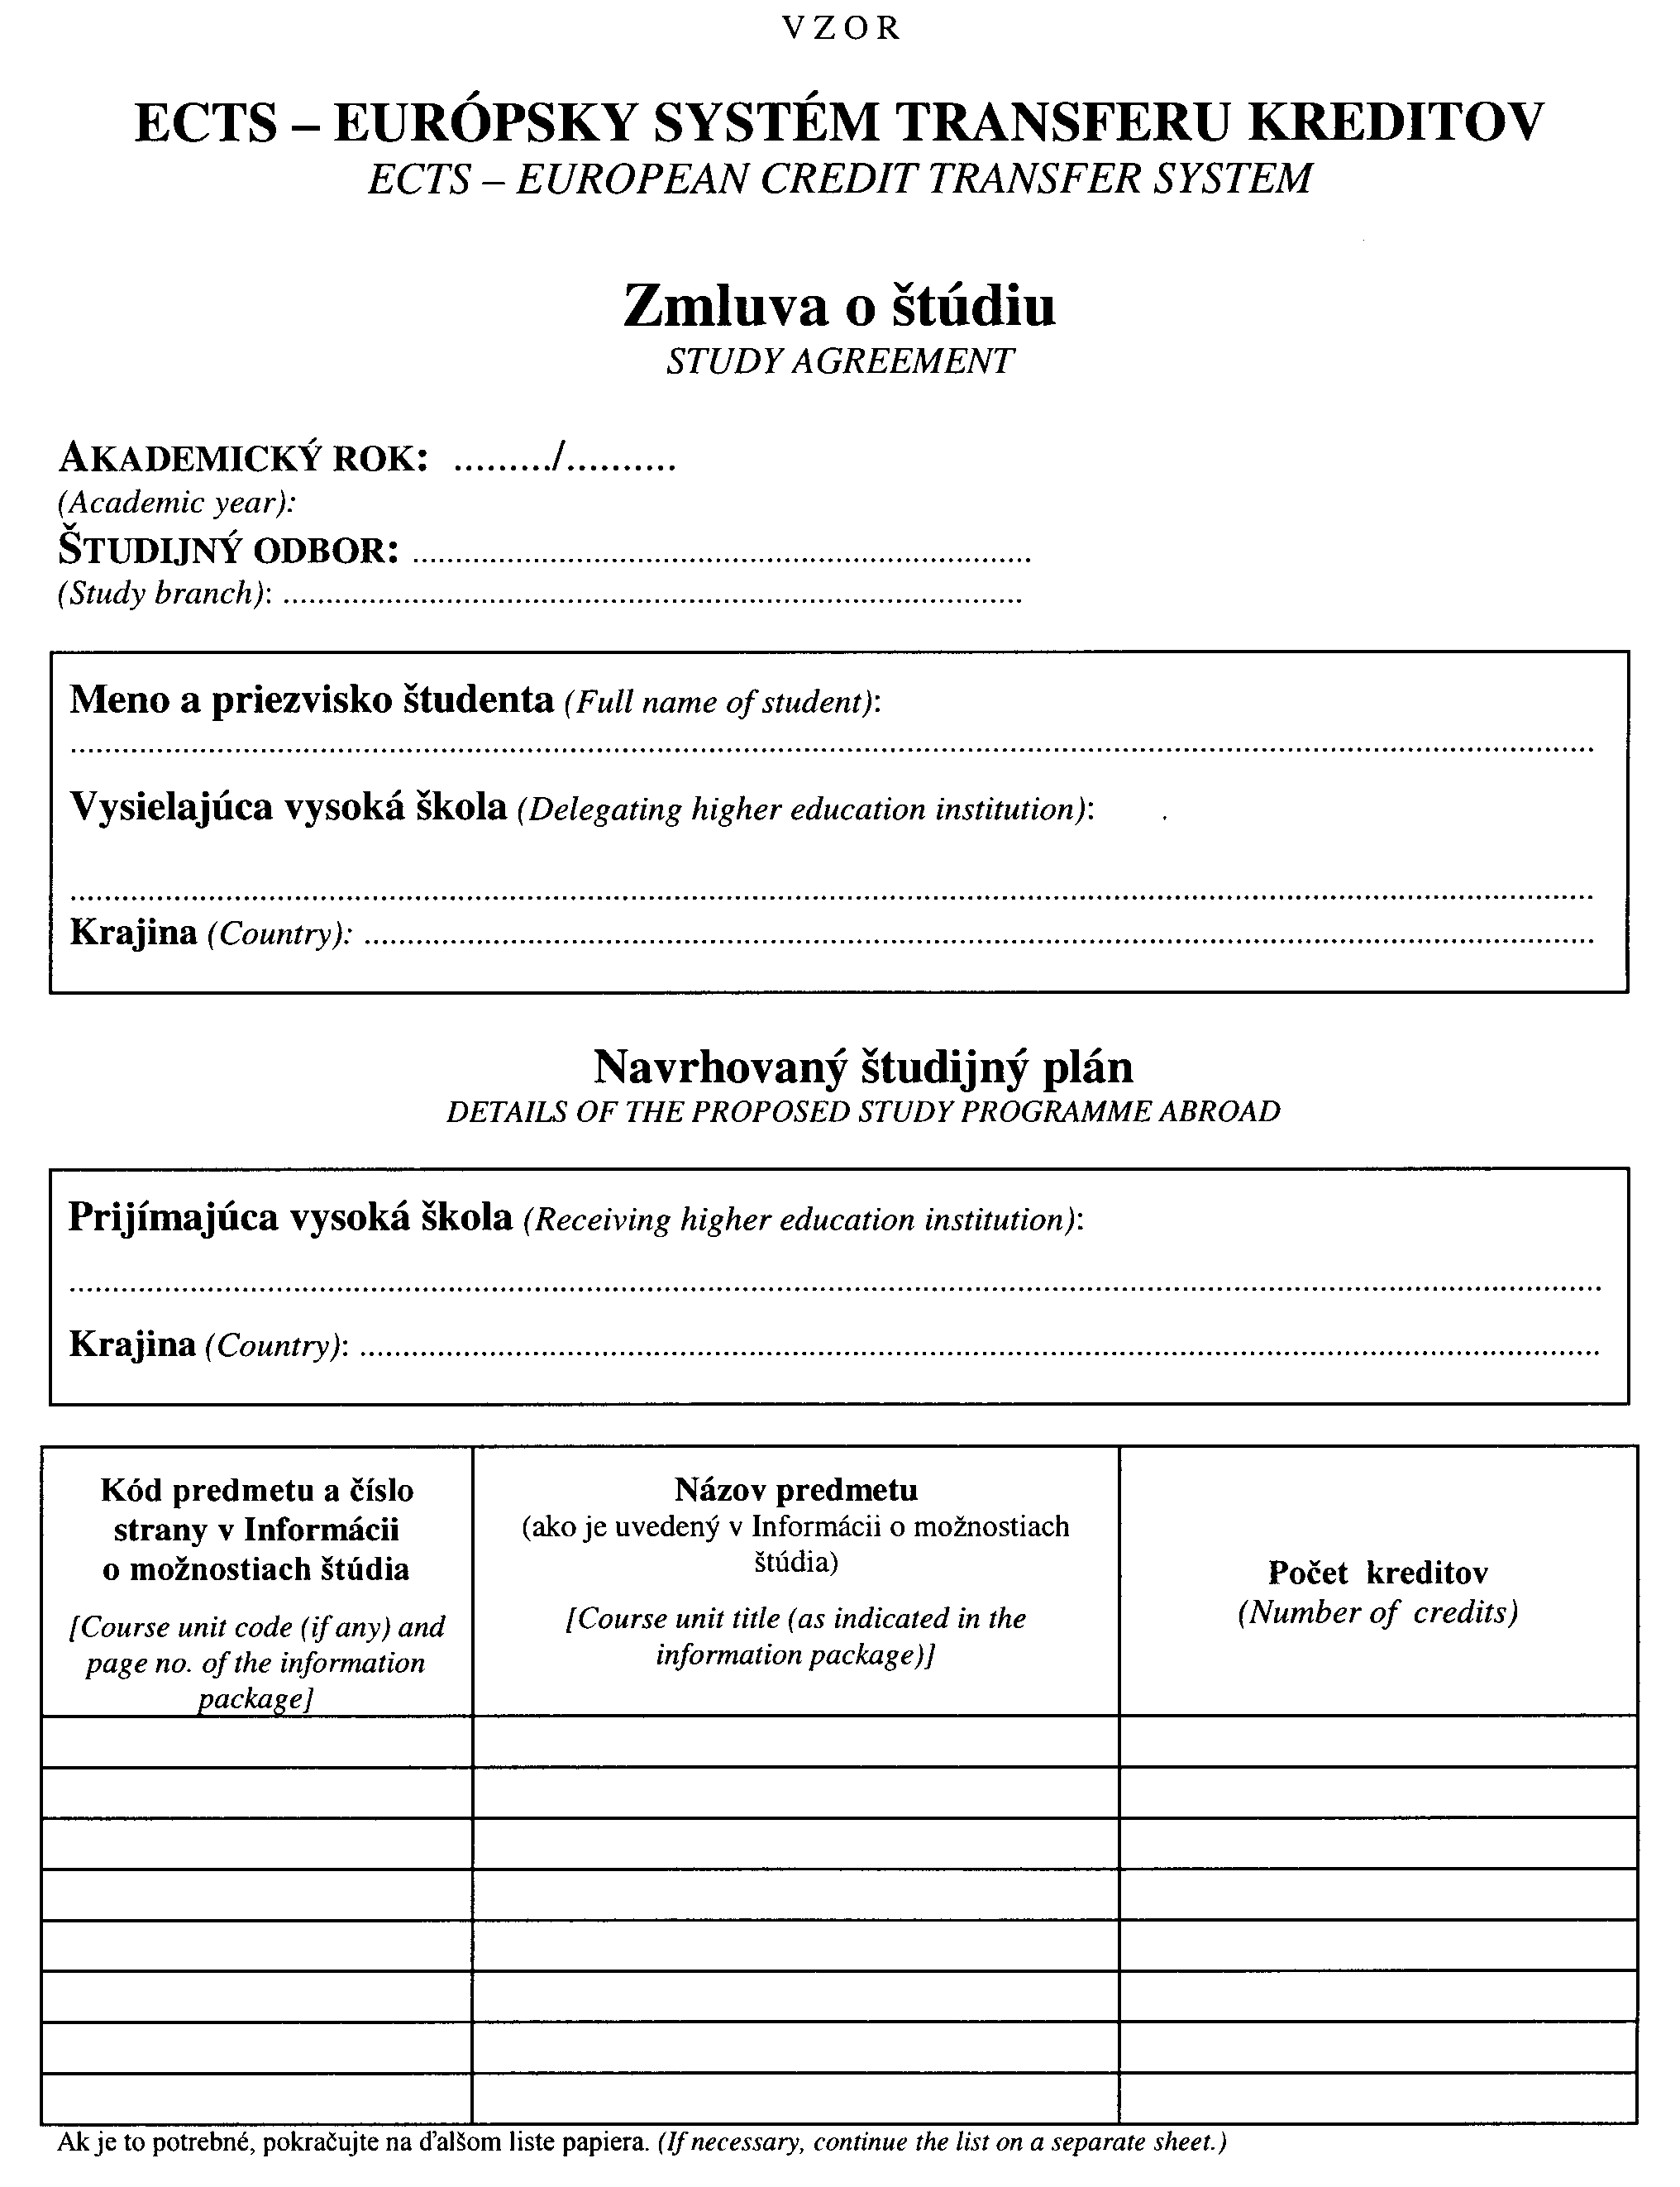 V Z O R
ECTS – EURÓPSKY SYSTÉM TRANSFERU KREDITOV
ECTS – EUROPEAN CREDIT TRANSFER SYSTEM
Zmluva o štúdiu
STUDY AGREEMENT
AKADEMICKÝ ROK: ........./..........
(Academic year):
ŠTUDIJNÝ ODBOR: ........................................................................
(Study branch): ......................................................................................
Meno a priezvisko študenta (Full name of student):
................................................................................................................................................................
Vysielajúca vysoká škola (Delegating higher education institution):
................................................................................................................................................................
Krajina (Country): ................................................................................................................................
Navrhovaný študijný plán
DETAILS OF THE PROPOSED STUDY PROGRAMME ABROAD
Prijímajúca vysoká škola (Receiving higher education institution):
................................................................................................................................................................
Krajina (Country): ................................................................................................................................
Kód predmetu a číslo
strany v Informácii
o možnostiach štúdia
[Course unit code (if any) and
page no. of the information
package]
Názov predmetu
(ako je uvedený v Informácii o možnostiach
štúdia)
[Course unit title (as indicated in the
information package)]
Počet kreditov
(Number of credits)
Ak je to potrebné, pokračujte na ďalšom liste papiera. (If necessary, continue the list on a separate sheet.)